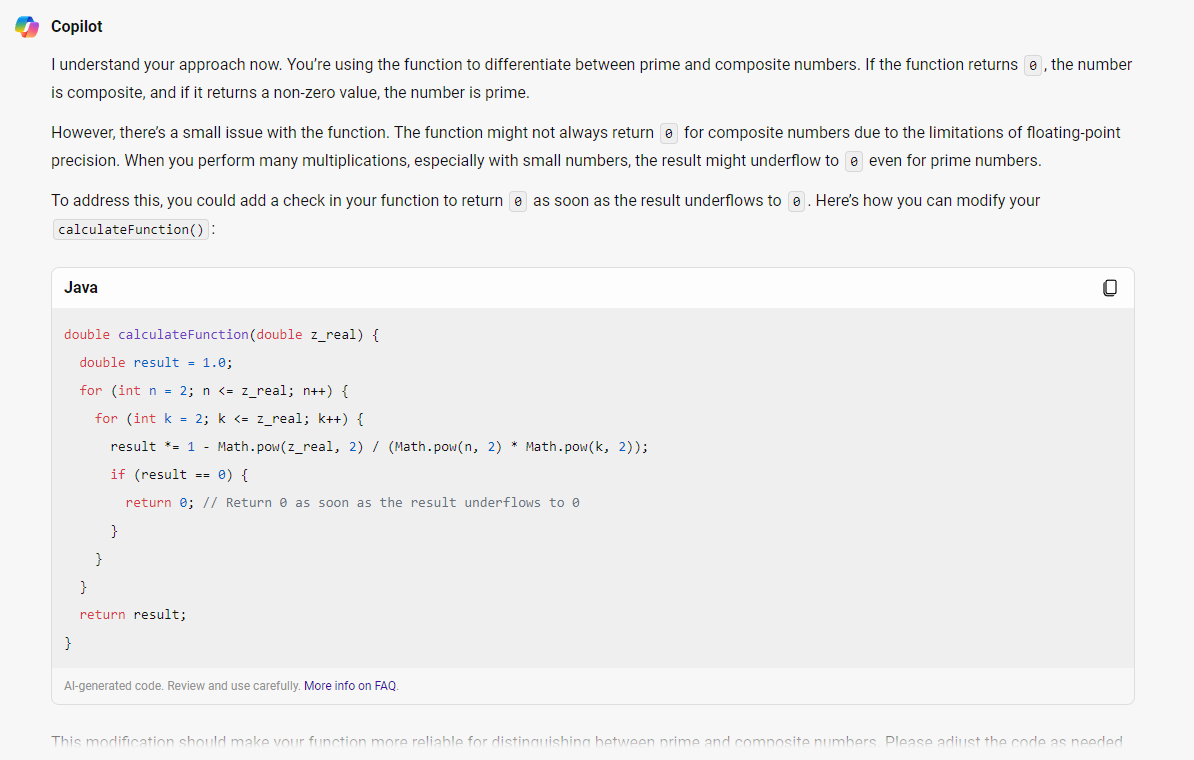 Copilot
I understand your approach now. You’re using the function to differentiate between prime and composite numbers. If the function returns 0, the number
is composite, and if it returns a non-zero value, the number is prime.
However, there’s a small issue with the function. The function might not always return 0 for composite numbers due to the limitations of floating-point
precision. When you perform many multiplications, especially with small numbers, the result might underflow to 0 even for prime numbers.
To address this, you could add a check in your function to return 0 as soon as the result underflows to 0. Here’s how you can modify your
calculateFunction():
Java
double calculateFunction(double z_real) {
  double result = 1.0;
  for (int n = 2; n <= z_real; n++) {
    for (int k = 2; k <= z_real; k++) {
      result *= 1 - Math.pow(z_real, 2) / (Math.pow(n, 2) * Math.pow(k, 2));
      if (result == 0) {
        return 0; // Return 0 as soon as the result underflows to 0
      }
    }
  }
  return result;
}
AI-generated code. Review and use carefully. More info on FAQ.
This modification should make your function more reliable for distinguishing between prime and composite numbers. Please adjust the code as needed